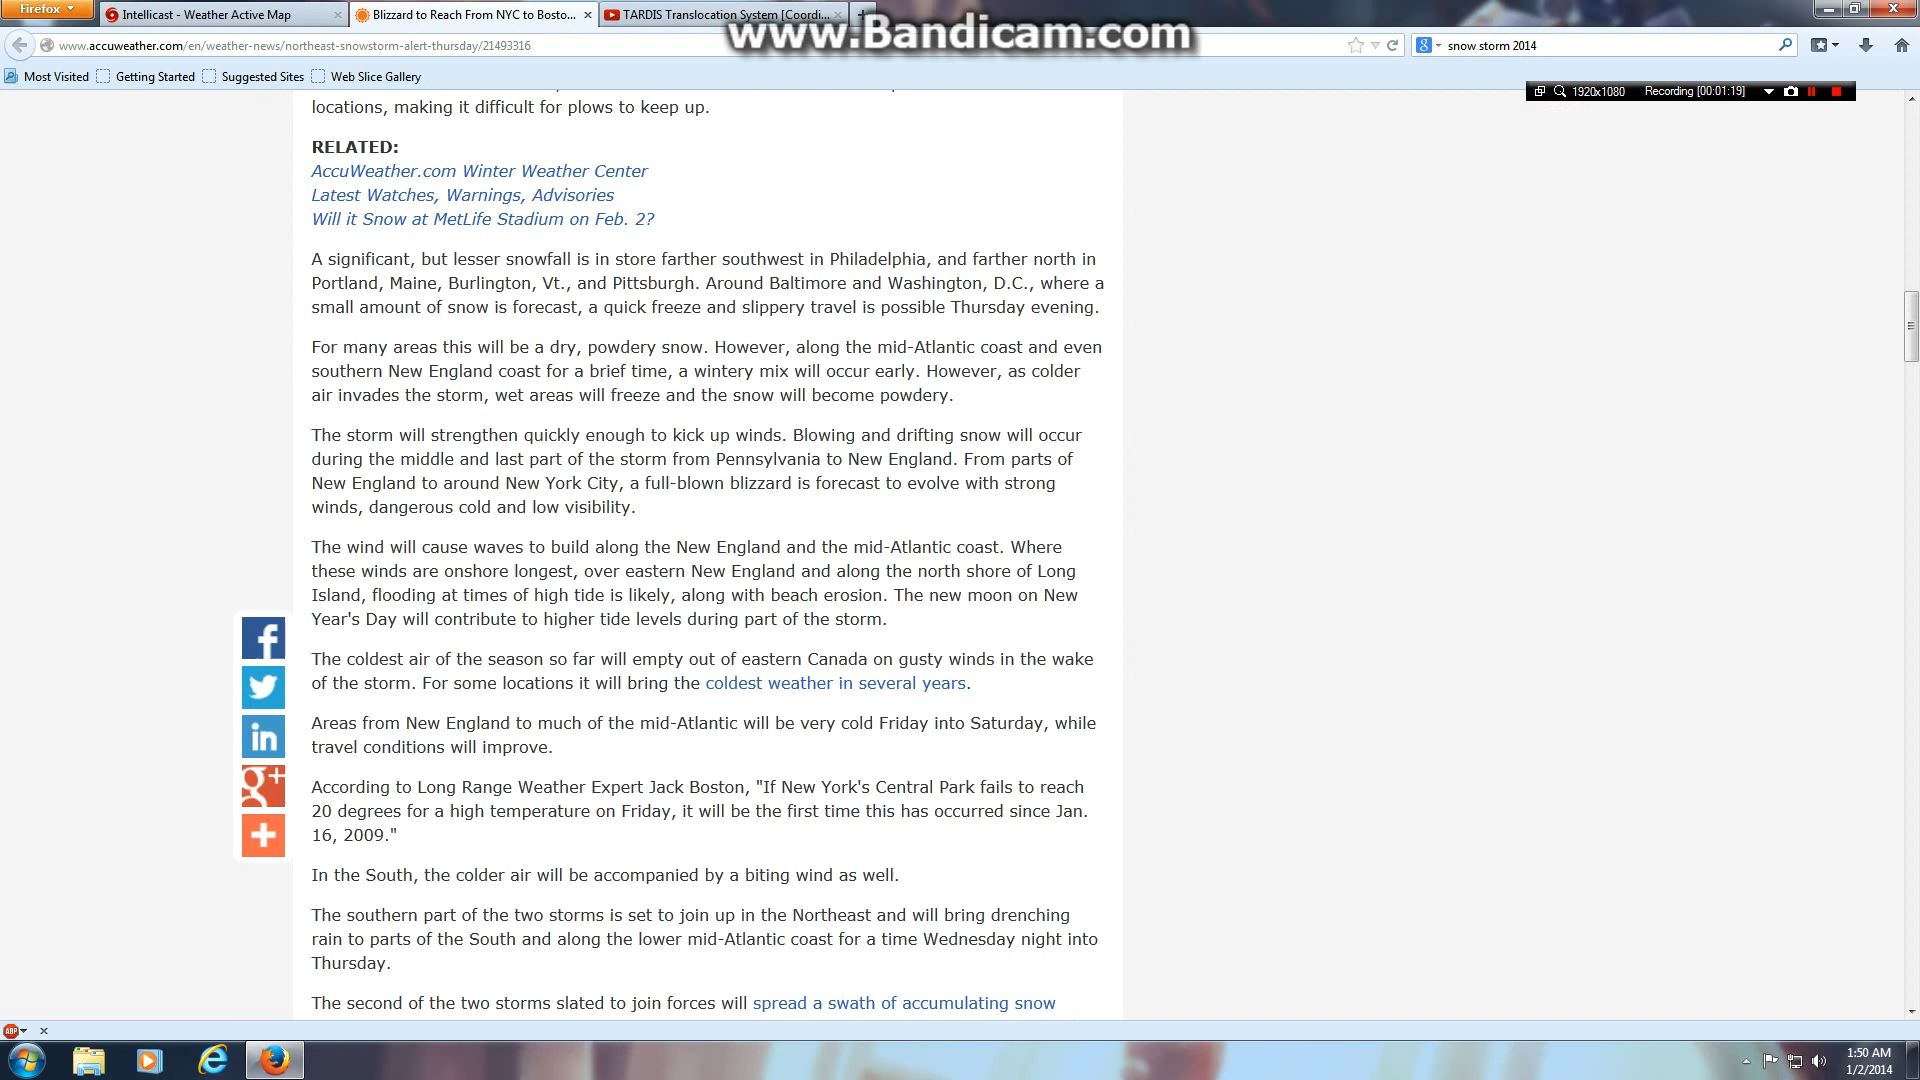 Firefox
Intellicast - Weather Active Map
Blizzard to Reach From NYC to Bosto...
TARDIS Translocation System [Coordi...
www.Bandicam.com
www.accuweather.com/en/weather-news/northeast-snowstorm-alert-thursday/21493316
snow storm 2014
Most Visited
Getting Started
Suggested Sites
Web Slice Gallery
1920x1080
Recording [00:01:19]
locations, making it difficult for plows to keep up.
RELATED:
AccuWeather.com Winter Weather Center
Latest Watches, Warnings, Advisories
Will it Snow at MetLife Stadium on Feb. 2?
A significant, but lesser snowfall is in store farther southwest in Philadelphia, and farther north in
Portland, Maine, Burlington, Vt., and Pittsburgh. Around Baltimore and Washington, D.C., where a
small amount of snow is forecast, a quick freeze and slippery travel is possible Thursday evening.
For many areas this will be a dry, powdery snow. However, along the mid-Atlantic coast and even
southern New England coast for a brief time, a wintery mix will occur early. However, as colder
air invades the storm, wet areas will freeze and the snow will become powdery.
The storm will strengthen quickly enough to kick up winds. Blowing and drifting snow will occur
during the middle and last part of the storm from Pennsylvania to New England. From parts of
New England to around New York City, a full-blown blizzard is forecast to evolve with strong
winds, dangerous cold and low visibility.
The wind will cause waves to build along the New England and the mid-Atlantic coast. Where
these winds are onshore longest, over eastern New England and along the north shore of Long
Island, flooding at times of high tide is likely, along with beach erosion. The new moon on New
Year's Day will contribute to higher tide levels during part of the storm.
The coldest air of the season so far will empty out of eastern Canada on gusty winds in the wake
of the storm. For some locations it will bring the coldest weather in several years.
Areas from New England to much of the mid-Atlantic will be very cold Friday into Saturday, while
travel conditions will improve.
According to Long Range Weather Expert Jack Boston, "If New York's Central Park fails to reach
20 degrees for a high temperature on Friday, it will be the first time this has occurred since Jan.
16, 2009."
In the South, the colder air will be accompanied by a biting wind as well.
The southern part of the two storms is set to join up in the Northeast and will bring drenching
rain to parts of the South and along the lower mid-Atlantic coast for a time Wednesday night into
Thursday.
The second of the two storms slated to join forces will spread a swath of accumulating snow
ABP
1:50 AM
1/2/2014